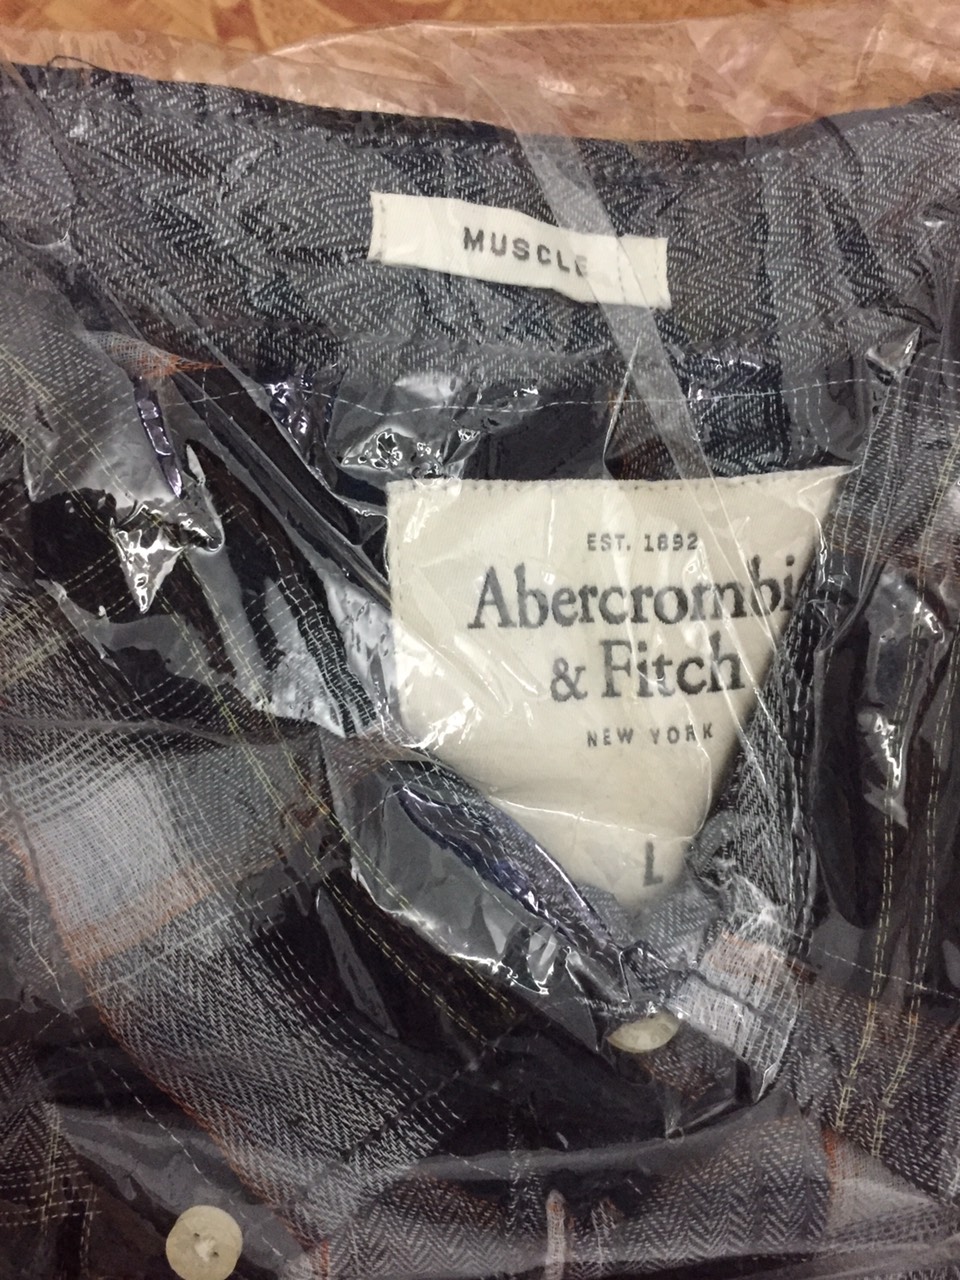 MUSCLE
EST. 1892
Abercrombie
& Fitch
NEW YORK
L